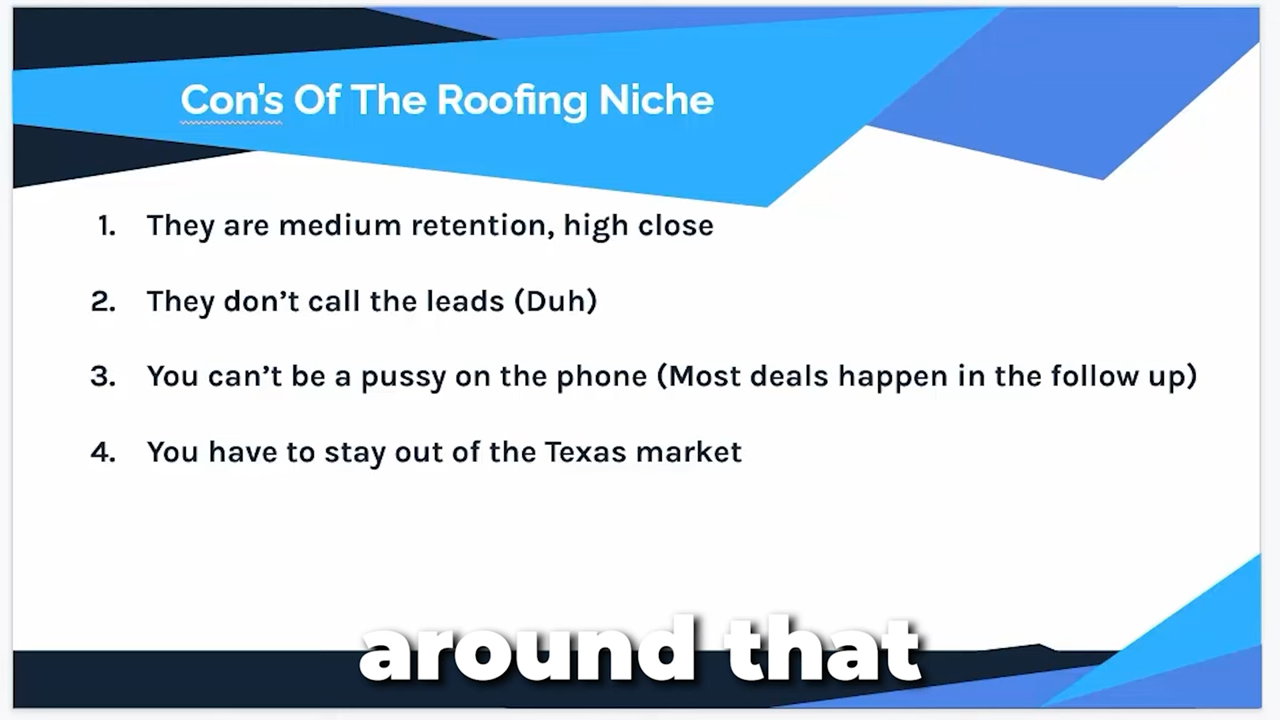 Con's Of The Roofing Niche
1. They are medium retention, high close
2. They don't call the leads (Duh)
3. You can't be a pussy on the phone (Most deals happen in the follow up)
4. You have to stay out of the Texas market
around that